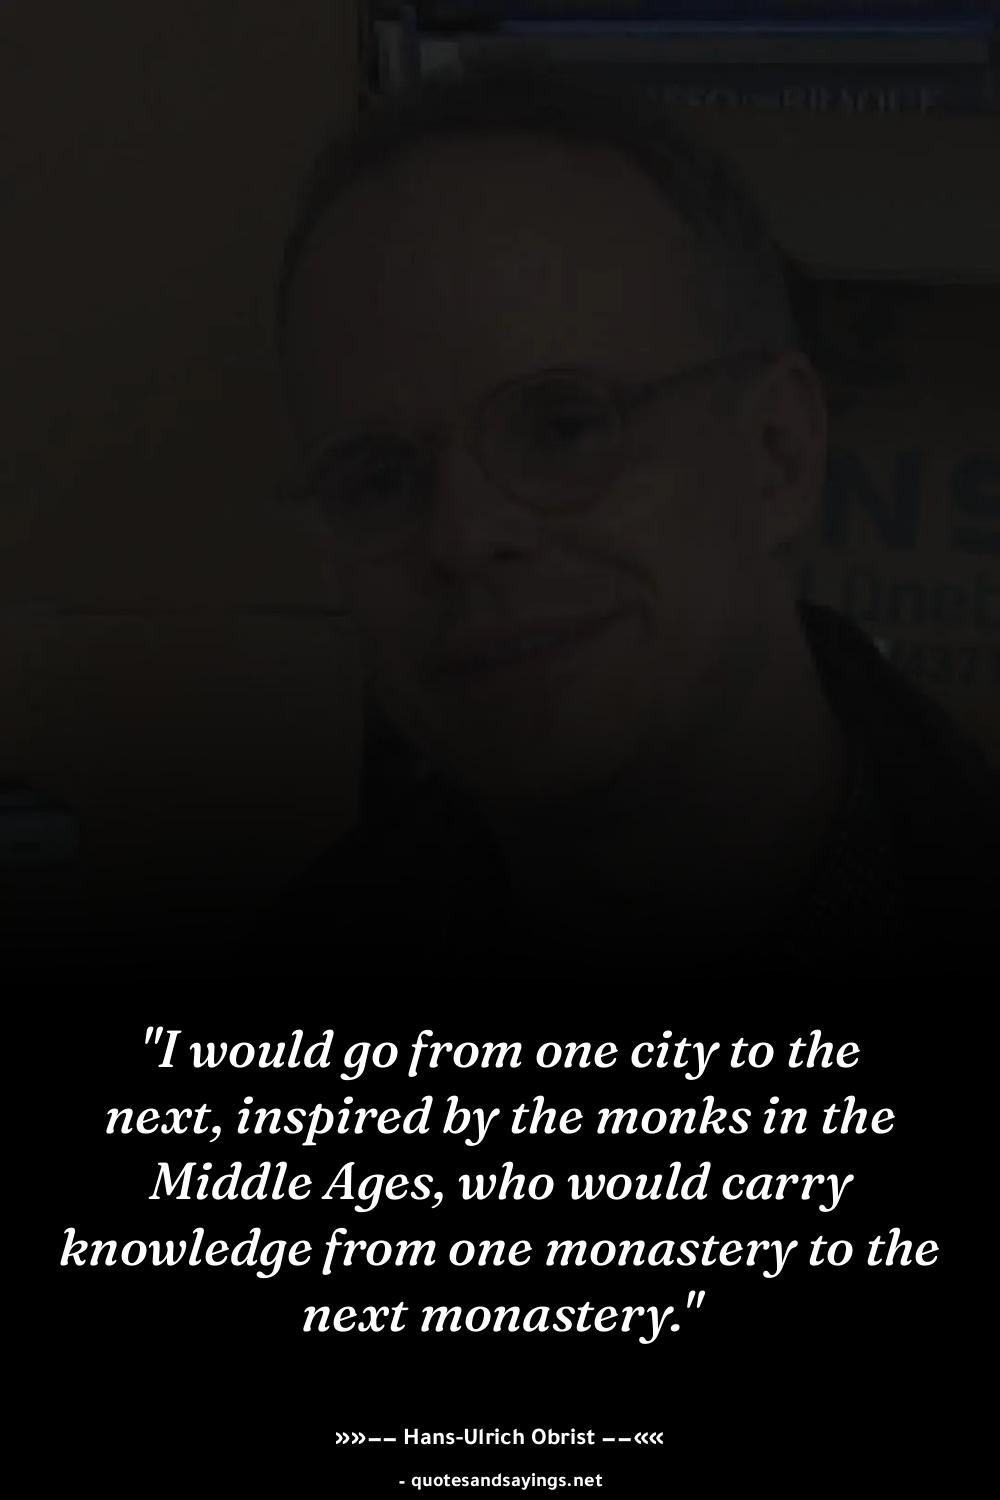 NS
"I would go from one city to the
next, inspired by the monks in the
Middle Ages, who would carry
knowledge from one monastery to the
next monastery."
»»—— Hans-Ulrich Obrist ——««
- quotesandsayings.net